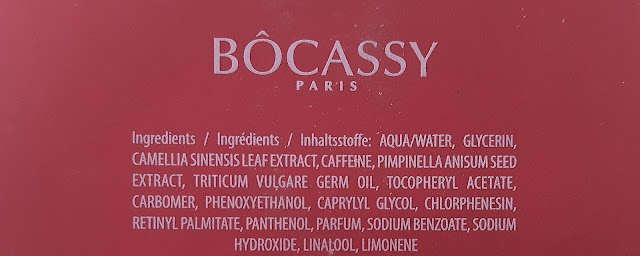 BÔCASSY
PARIS
Ingredients / Ingrédients / Inhaltsstoffe: AQUA/WATER, GLYCERIN,
CAMELLIA SINENSIS LEAF EXTRACT, CAFFEINE, PIMPINELLA ANISUM SEED
EXTRACT, TRITICUM VULGARE GERM OIL, TOCOPHERYL ACETATE,
CARBOMER, PHENOXYETHANOL, CAPRYLYL GLYCOL, CHLORPHENESIN,
RETINYL PALMITATE, PANTHENOL, PARFUM, SODIUM BENZOATE, SODIUM
HYDROXIDE, LINALOOL, LIMONENE